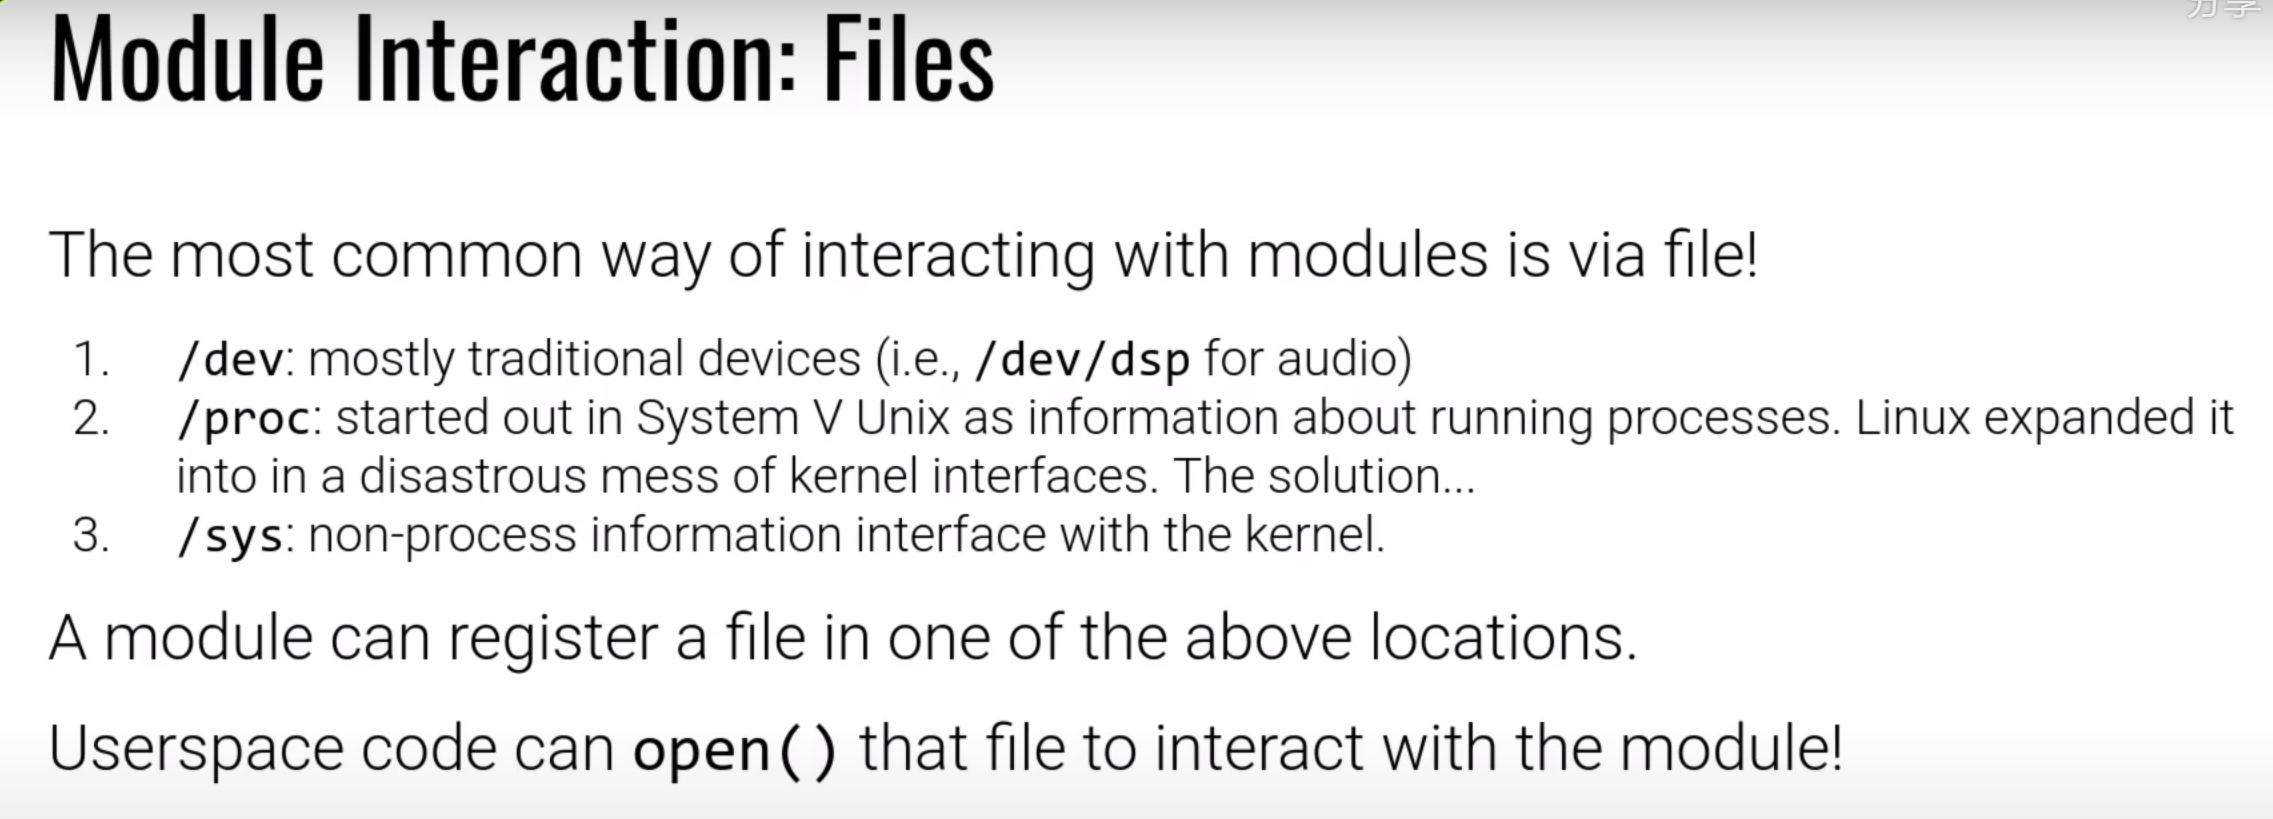 Module Interaction: Files
The most common way of interacting with modules is via file!
1. /dev: mostly traditional devices (i.e., /dev/dsp for audio)
2. /proc: started out in System V Unix as information about running processes. Linux expanded it
into in a disastrous mess of kernel interfaces. The solution...
3. /sys: non-process information interface with the kernel.
A module can register a file in one of the above locations.
Userspace code can open() that file to interact with the module!